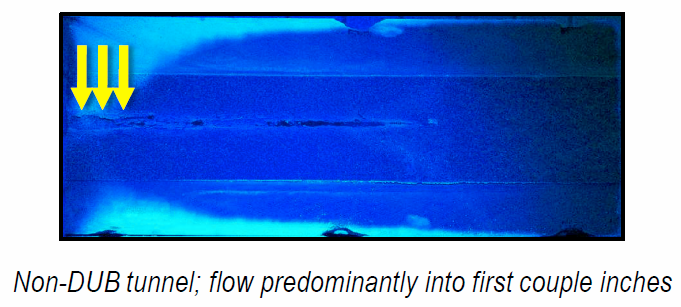 Non-DUB tunnel; flow predominantly into first couple inches